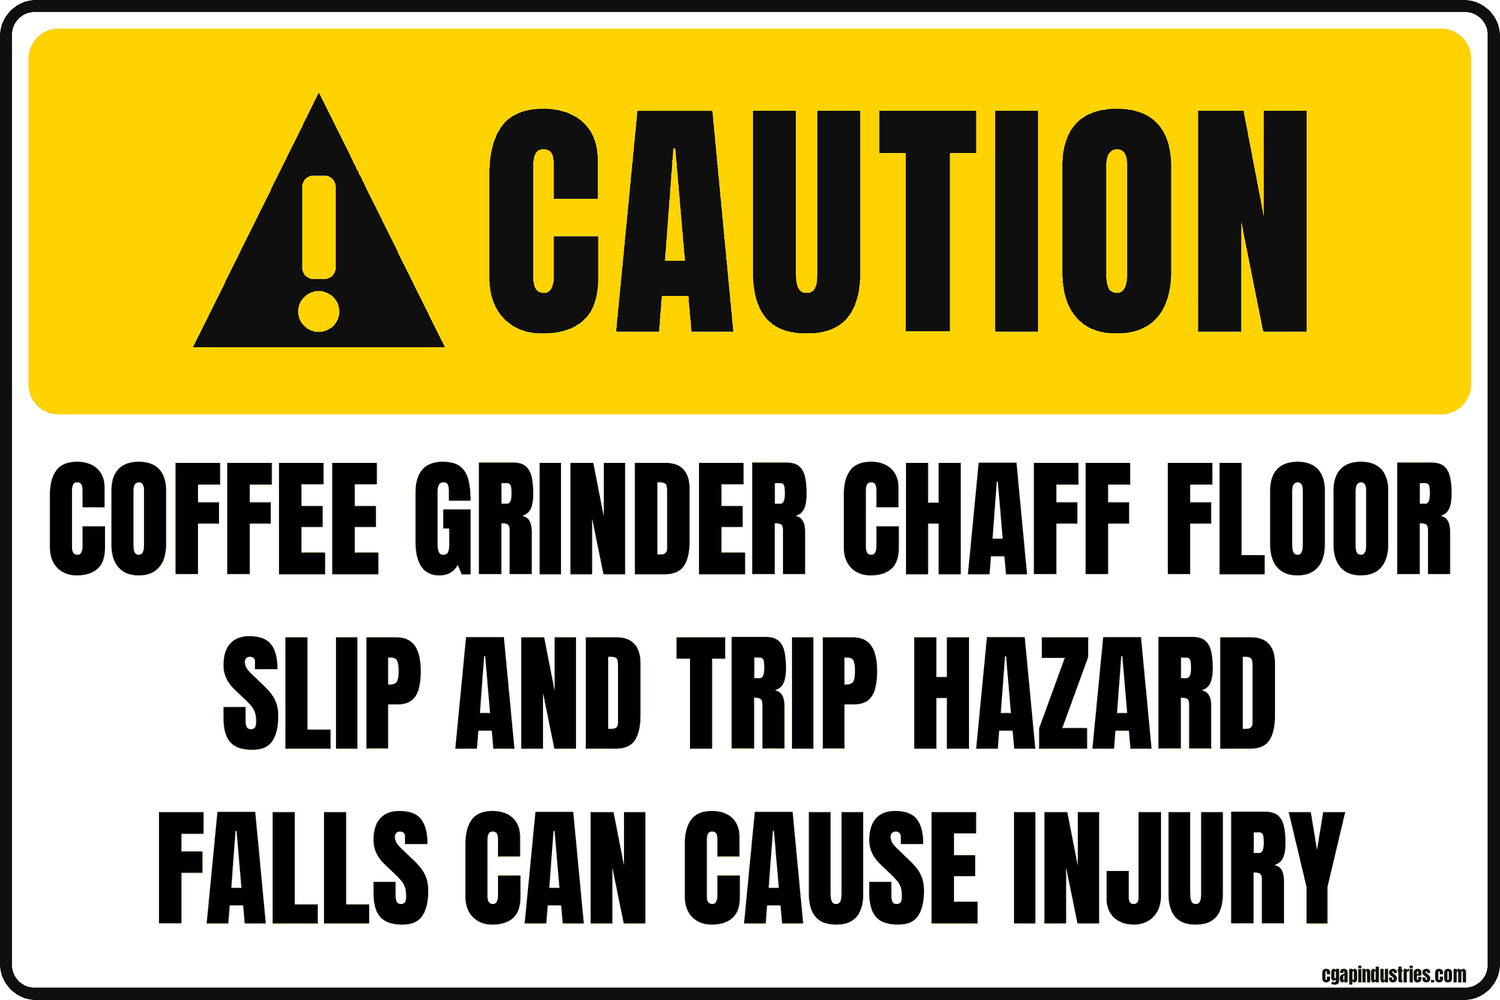 CAUTION
COFFEE GRINDER CHAFF FLOOR
SLIP AND TRIP HAZARD
FALLS CAN CAUSE INJURY
cgapindustries.com